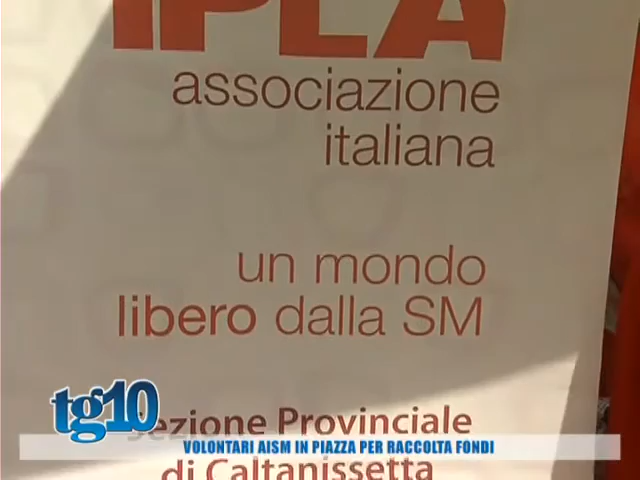 IPLA
associazione
italiana
un mondo
libero dalla SM
tg10
Sezione Provinciale
VOLONTARI AISM IN PIAZZA PER RACCOLTA FONDI
di Caltanissetta